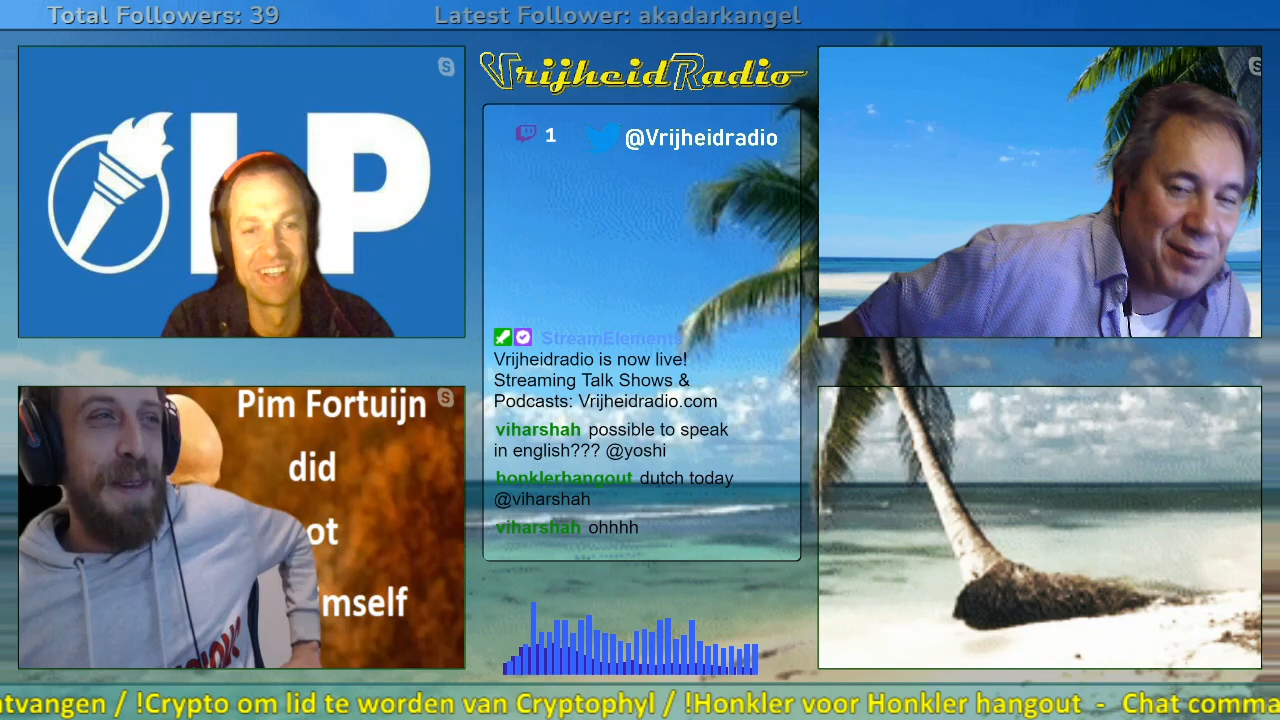 Total Followers: 39
Latest Follower: akadarkangel
VrijheidRadio
LP
1
@Vrijheidradio
StreamElements
Vrijheidradio is now live!
Streaming Talk Shows &
Podcasts: Vrijheidradio.com
viharshah possible to speak
in english??? @yoshi
honklerhangout dutch today
@viharshah
viharshah ohhhh
Pim Fortuijn
did
ot
imself
ntvangen / !Crypto om lid te worden van Cryptophyl / !Honkler voor Honkler hangout - Chat comma